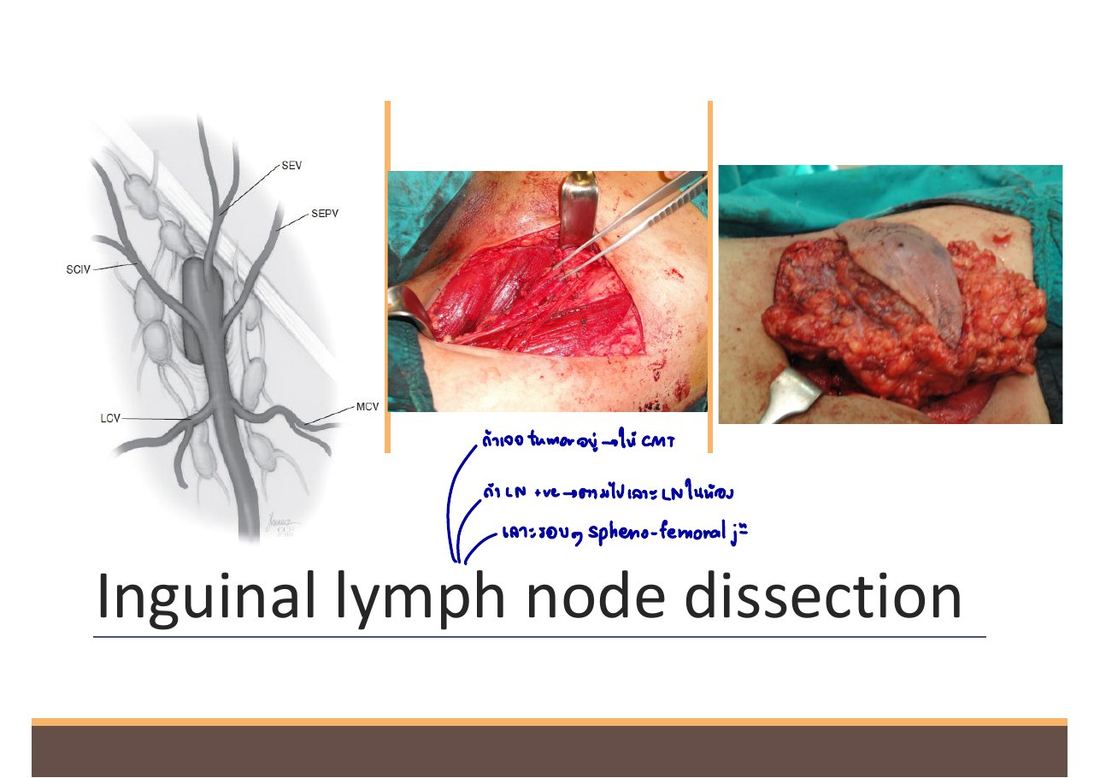 SEV
SEPV
SCIV
LCV
MCV
ถ้าเจอ tumor อยู่ → ให้ CMT
ถ้า LN +ve → ตามไปเลาะ LN ในท้อง
เลาะรอบๆ spheno-femoral jⁿ
Inguinal lymph node dissection